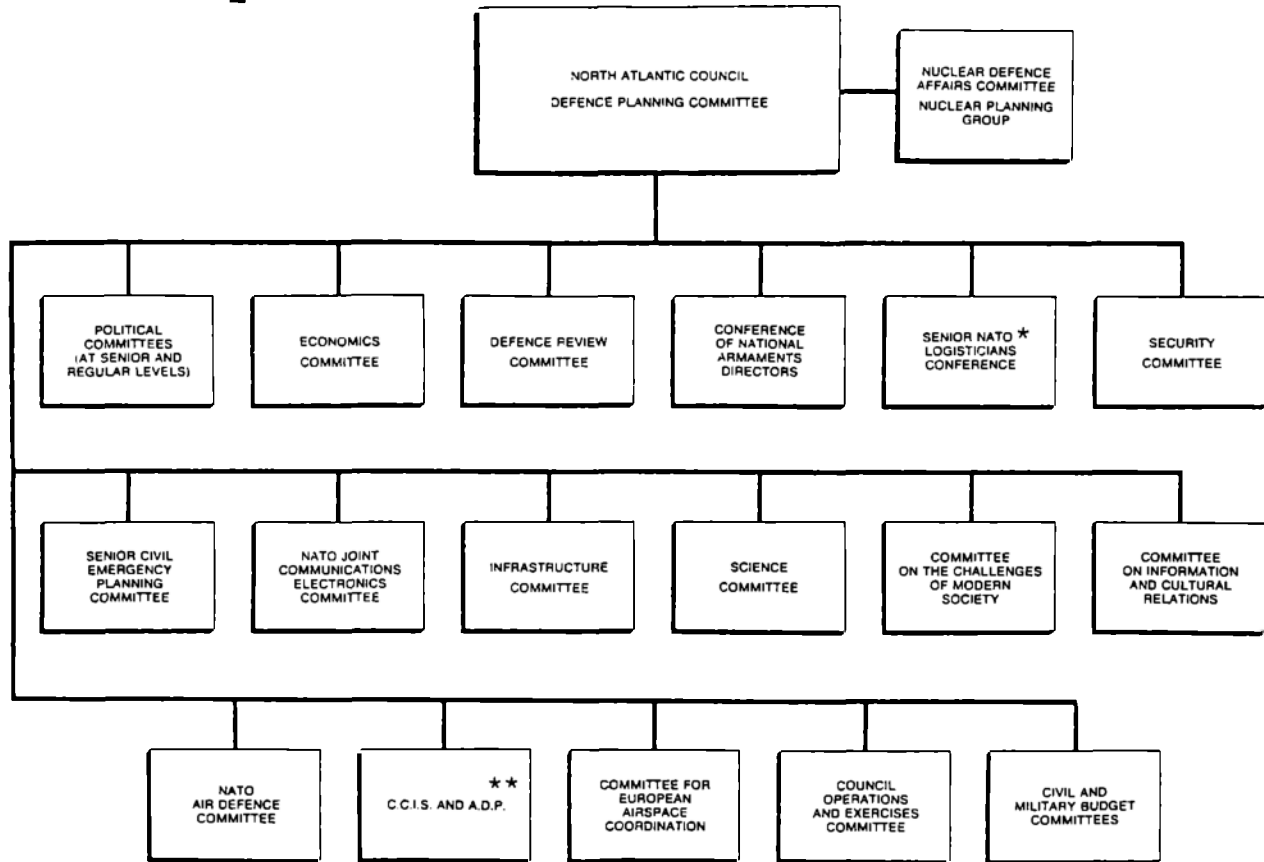 NORTH ATLANTIC COUNCIL
DEFENCE PLANNING COMMITTEE
NUCLEAR DEFENCE
AFFAIRS COMMITTEE
NUCLEAR PLANNING
GROUP
POLITICAL
COMMITTEES
(AT SENIOR AND
REGULAR LEVELS)
ECONOMICS
COMMITTEE
DEFENCE REVIEW
COMMITTEE
CONFERENCE
OF NATIONAL
ARMAMENTS
DIRECTORS
SENIOR NATO *
LOGISTICIANS
CONFERENCE
SECURITY
COMMITTEE
SENIOR CIVIL
EMERGENCY
PLANNING
COMMITTEE
NATO JOINT
COMMUNICATIONS
ELECTRONICS
COMMITTEE
INFRASTRUCTURE
COMMITTEE
SCIENCE
COMMITTEE
COMMITTEE
ON THE CHALLENGES
OF MODERN
SOCIETY
COMMITTEE
ON INFORMATION
AND CULTURAL
RELATIONS
NATO
AIR DEFENCE
COMMITTEE
**
C.C.I.S. AND A.D.P.
COMMITTEE FOR
EUROPEAN
AIRSPACE
COORDINATION
COUNCIL
OPERATIONS
AND EXERCISES
COMMITTEE
CIVIL AND
MILITARY BUDGET
COMMITTEES